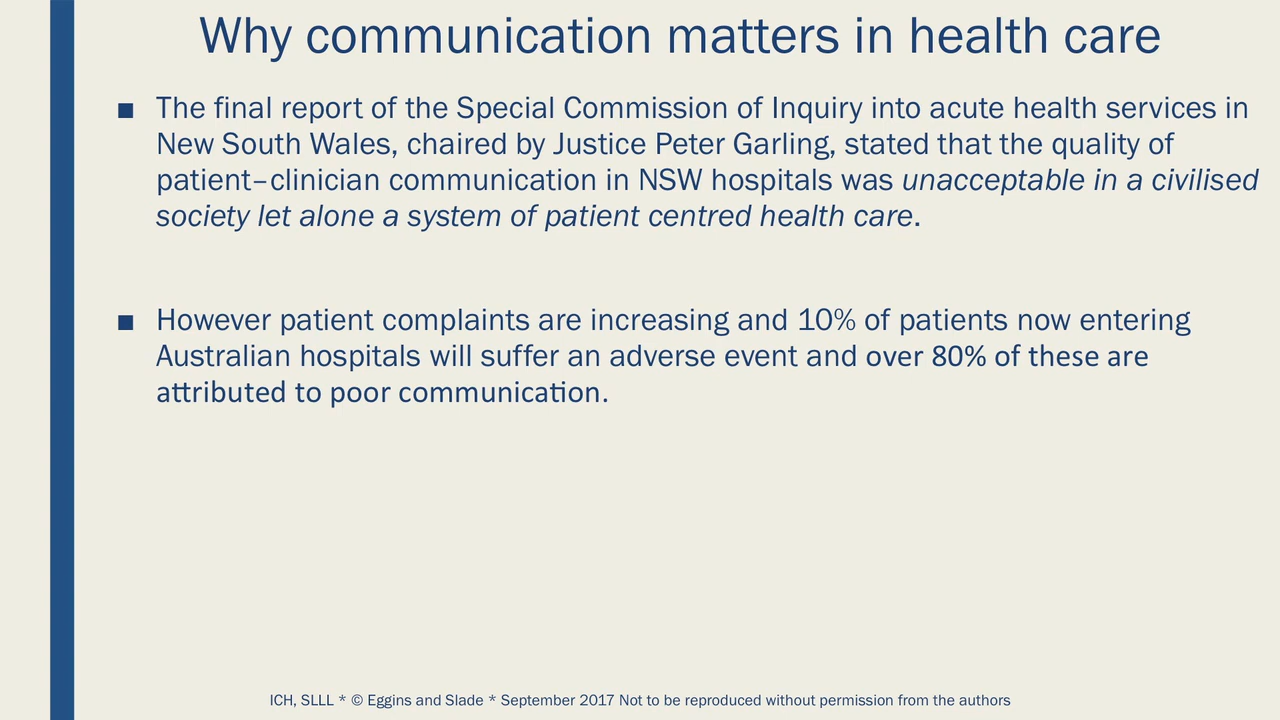 Why communication matters in health care
■ The final report of the Special Commission of Inquiry into acute health services in
New South Wales, chaired by Justice Peter Garling, stated that the quality of
patient–clinician communication in NSW hospitals was unacceptable in a civilised
society let alone a system of patient centred health care.
■ However patient complaints are increasing and 10% of patients now entering
Australian hospitals will suffer an adverse event and over 80% of these are
attributed to poor communication.
ICH, SLLL * © Eggins and Slade * September 2017 Not to be reproduced without permission from the authors